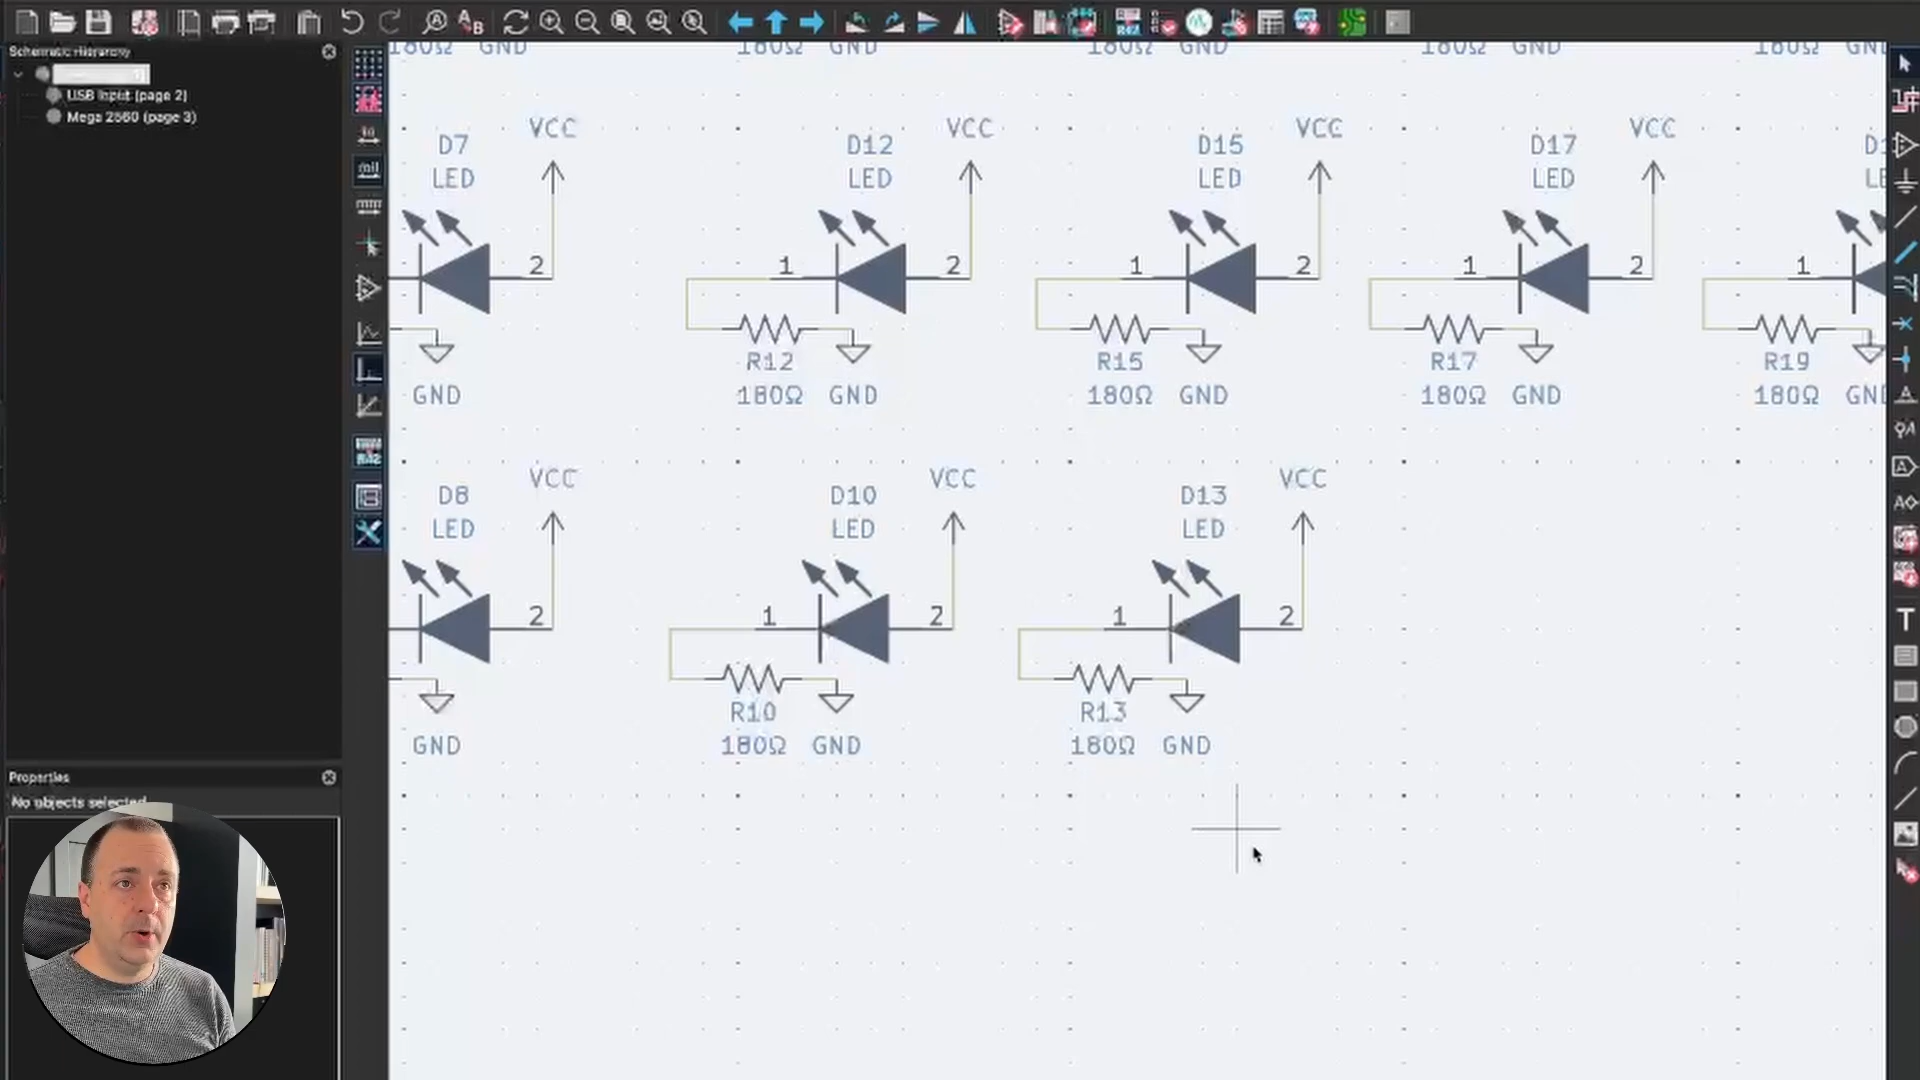 Schematic Hierarchy
USB Input (page 2)
Mega 2560 (page 3)
180Ω GND 180Ω GND 180Ω GND 180Ω GND 180Ω GND
VCC VCC VCC VCC
D7 D12 D15 D17
LED LED LED LED
2 1 2 1 2 1 2 1
R12 R15 R17 R19
GND 180Ω GND 180Ω GND 180Ω GND 180Ω GND
VCC VCC VCC
D8 D10 D13
LED LED LED
2 1 2 1 2
R10 R13
GND 180Ω GND 180Ω GND
Properties
No objects selected
mil
T